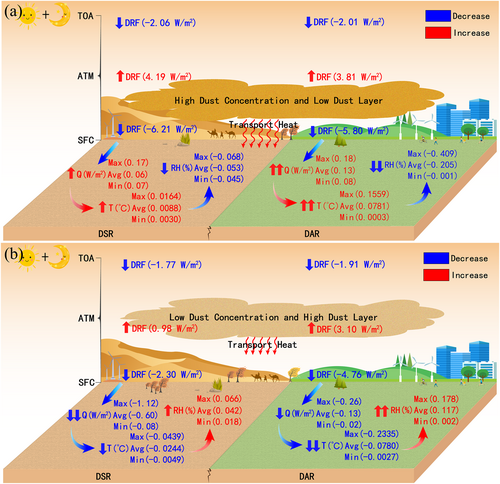 (a).
TOA
DRF(-2.06 W/m²)
DRF(-2.01 W/m²)
Decrease
Increase
ATM
DRF(4.19 W/m²)
DRF(3.81 W/m²)
High Dust Concentration and Low Dust Layer
Transport Heat
SFC
DRF(-6.21 W/m²)
DRF(-5.80 W/m²)
Max(0.17)
Q(W/m²)Avg(0.06)
Min(0.07)
Max(-0.068)
RH(%)Avg(-0.053)
Min(-0.045)
Max(0.0164)
T(℃)Avg(0.0088)
Min(0.0030)
Max(0.18)
Q(W/m²)Avg(0.13)
Min(0.08)
Max(-0.409)
RH(%)Avg(-0.205)
Min(-0.001)
Max(0.1559)
T(℃)Avg(0.0781)
Min(0.0003)
DSR
DAR
(b)
TOA
DRF(-1.77 W/m²)
DRF(-1.91 W/m²)
Decrease
Increase
ATM
Low Dust Concentration and High Dust Layer
DRF(0.98 W/m²)
DRF(3.10 W/m²)
Transport Heat
SFC
DRF(-2.30 W/m²)
DRF(-4.76 W/m²)
Max(-1.12)
Q(W/m²)Avg(-0.60)
Min(-0.08)
Max(0.066)
RH(%)Avg(0.042)
Min(0.018)
Max(-0.0439)
T(℃)Avg(-0.0244)
Min(-0.0049)
Max(-0.26)
Q(W/m²)Avg(-0.13)
Min(-0.02)
Max(0.178)
RH(%)Avg(0.117)
Min(0.002)
Max(-0.2335)
T(℃)Avg(-0.0780)
Min(-0.0027)
DSR
DAR